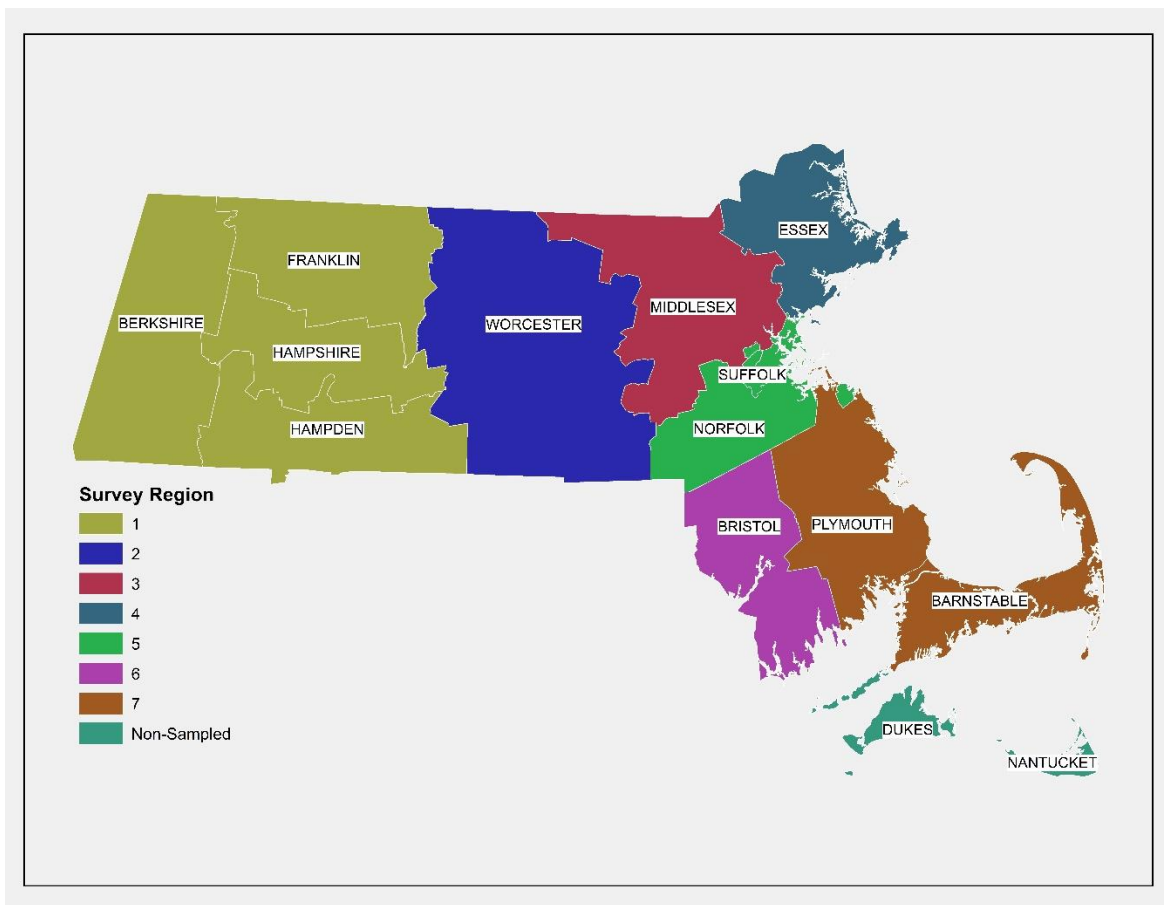 ESSEX
FRANKLIN
MIDDLESEX
BERKSHIRE
WORCESTER
HAMPSHIRE
SUFFOLK
HAMPDEN
NORFOLK
Survey Region
1
2
3
4
5
6
7
Non-Sampled
BRISTOL
PLYMOUTH
BARNSTABLE
DUKES
NANTUCKET